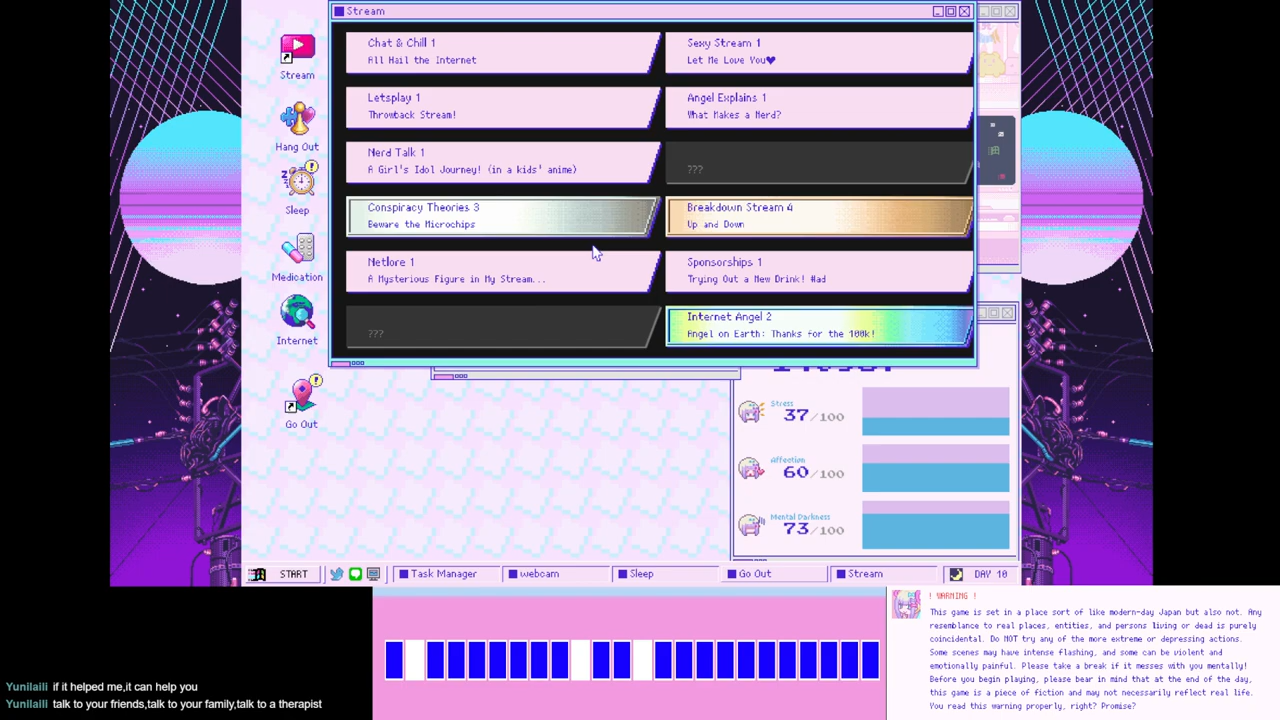 Stream
Chat & Chill 1
All Hail the Internet
Sexy Stream 1
Let Me Love You♥
Letsplay 1
Throwback Stream!
Angel Explains 1
What Makes a Nerd?
Nerd Talk 1
A Girl's Idol Journey! (in a kids' anime)
???
Conspiracy Theories 3
Beware the Microchips
Breakdown Stream 4
Up and Down
Netlore 1
A Mysterious Figure in My Stream...
Sponsorships 1
Trying Out a New Drink! #ad
???
Internet Angel 2
Angel on Earth: Thanks for the 100k!
Stream
Hang Out
Sleep
Medication
Internet
Go Out
Stress
37/100
Affection
60/100
Mental Darkness
73/100
START
Task Manager
webcam
Sleep
Go Out
Stream
DAY 10
! WARNING !
This game is set in a place sort of like modern-day Japan but also not. Any
resemblance to real places, entities, and persons living or dead is purely
coincidental. Do NOT try any of the more extreme or depressing actions.
Some scenes may have intense flashing, and some can be violent and
emotionally painful. Please take a break if it messes with you mentally!
Before you begin playing, please bear in mind that at the end of the day,
this game is a piece of fiction and may not necessarily reflect real life.
You read this warning properly, right? Promise?
Yunilaili if it helped me,it can help you
Yunilaili talk to your friends,talk to your family,talk to a therapist